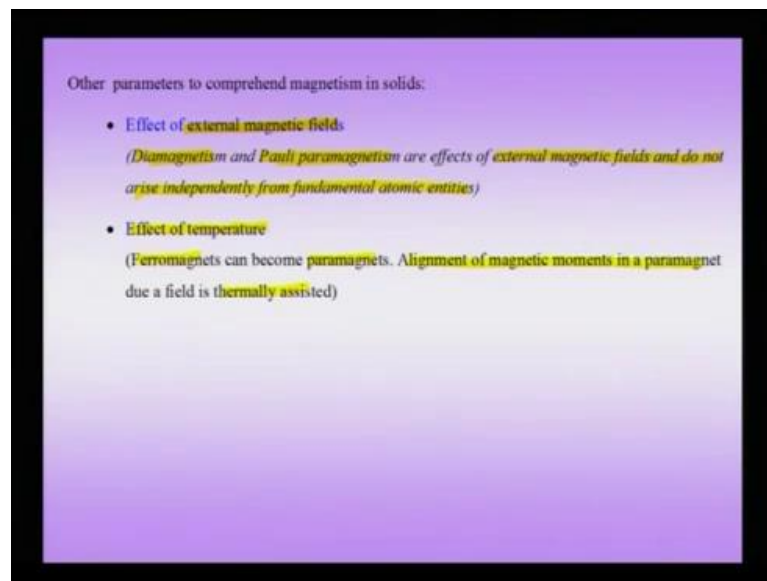 Other parameters to comprehend magnetism in solids:
• Effect of external magnetic fields
(Diamagnetism and Pauli paramagnetism are effects of external magnetic fields and do not
arise independently from fundamental atomic entities)
• Effect of temperature
(Ferromagnets can become paramagnets. Alignment of magnetic moments in a paramagnet
due a field is thermally assisted)